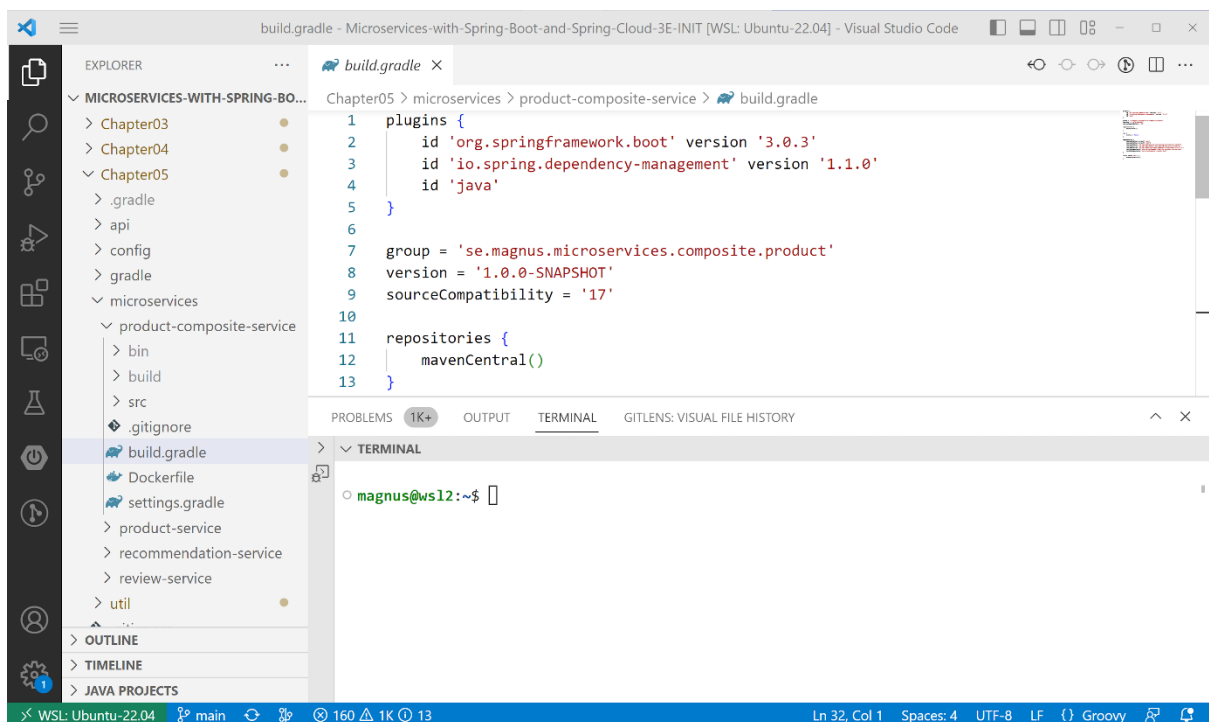 build.gradle - Microservices-with-Spring-Boot-and-Spring-Cloud-3E-INIT [WSL: Ubuntu-22.04] - Visual Studio Code
EXPLORER
MICROSERVICES-WITH-SPRING-BO...
Chapter03
Chapter04
Chapter05
.gradle
api
config
gradle
microservices
product-composite-service
bin
build
src
.gitignore
build.gradle
Dockerfile
settings.gradle
product-service
recommendation-service
review-service
util
OUTLINE
TIMELINE
JAVA PROJECTS
1
build.gradle
Chapter05 > microservices > product-composite-service > build.gradle
1 plugins {
2 id 'org.springframework.boot' version '3.0.3'
3 id 'io.spring.dependency-management' version '1.1.0'
4 id 'java'
5 }
6
7 group = 'se.magnus.microservices.composite.product'
8 version = '1.0.0-SNAPSHOT'
9 sourceCompatibility = '17'
10
11 repositories {
12 mavenCentral()
13 }
PROBLEMS 1K+ OUTPUT TERMINAL GITLENS: VISUAL FILE HISTORY
TERMINAL
magnus@wsl2:~$
WSL: Ubuntu-22.04 main 160 1K 13 Ln 32, Col 1 Spaces: 4 UTF-8 LF {} Groovy